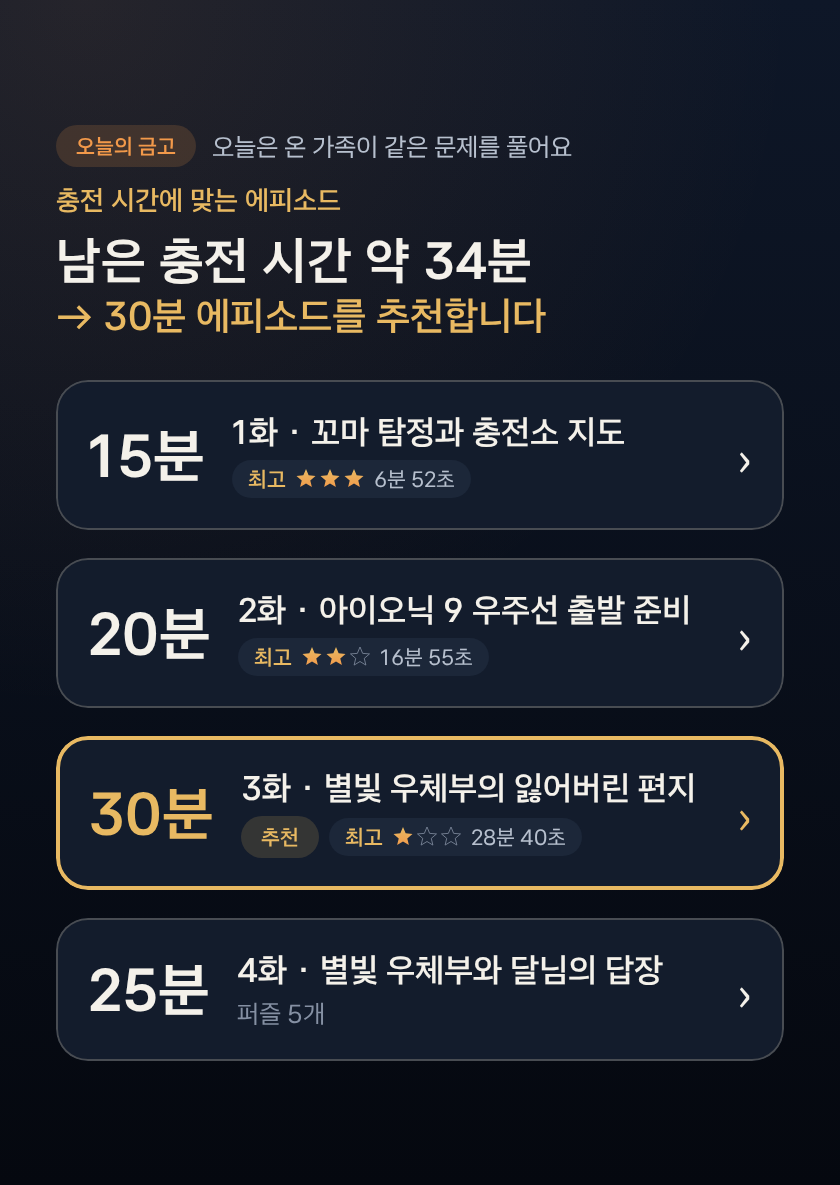 오늘의 금고 오늘은 온 가족이 같은 문제를 풀어요
충전 시간에 맞는 에피소드
남은 충전 시간 약 34분
→ 30분 에피소드를 추천합니다
15분
1화 · 꼬마 탐정과 충전소 지도
최고 ★★★ 6분 52초
20분
2화 · 아이오닉 9 우주선 출발 준비
최고 ★★☆ 16분 55초
30분
3화 · 별빛 우체부의 잃어버린 편지
추천 최고 ★☆☆ 28분 40초
25분
4화 · 별빛 우체부와 달님의 답장
퍼즐 5개